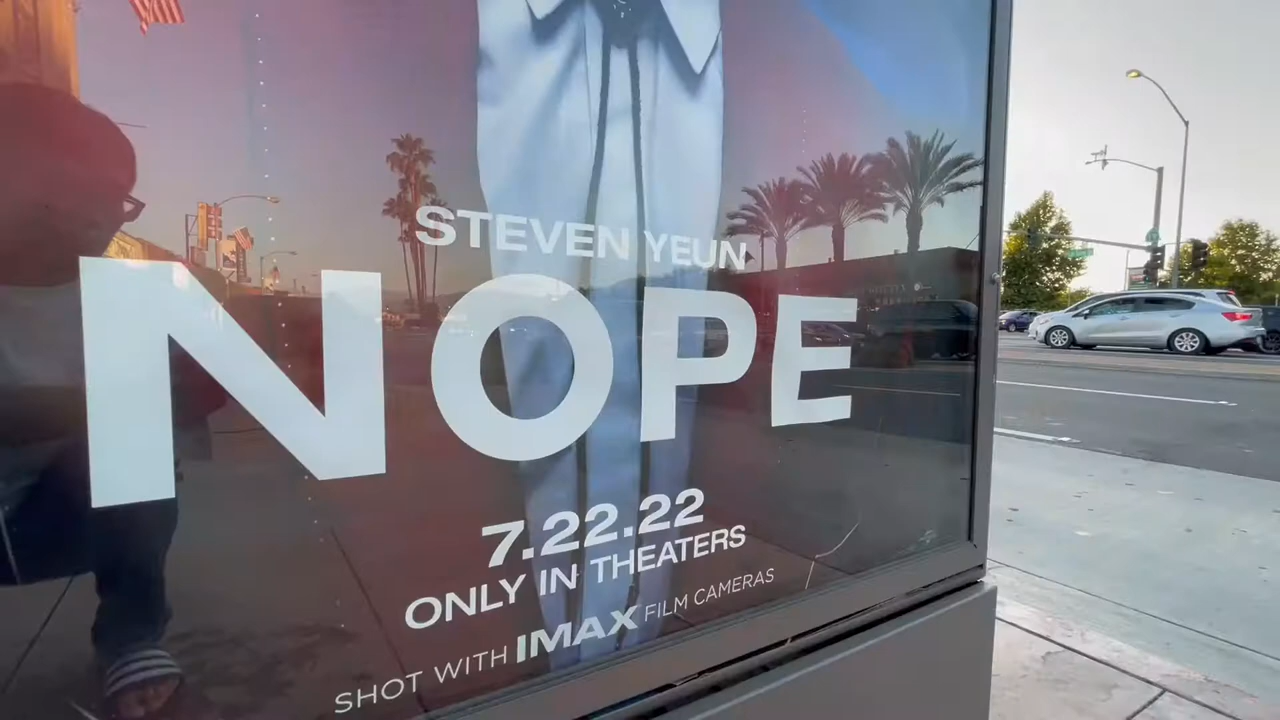 STEVEN YEUN
NOPE
7.22.22
ONLY IN THEATERS
SHOT WITH IMAX FILM CAMERAS